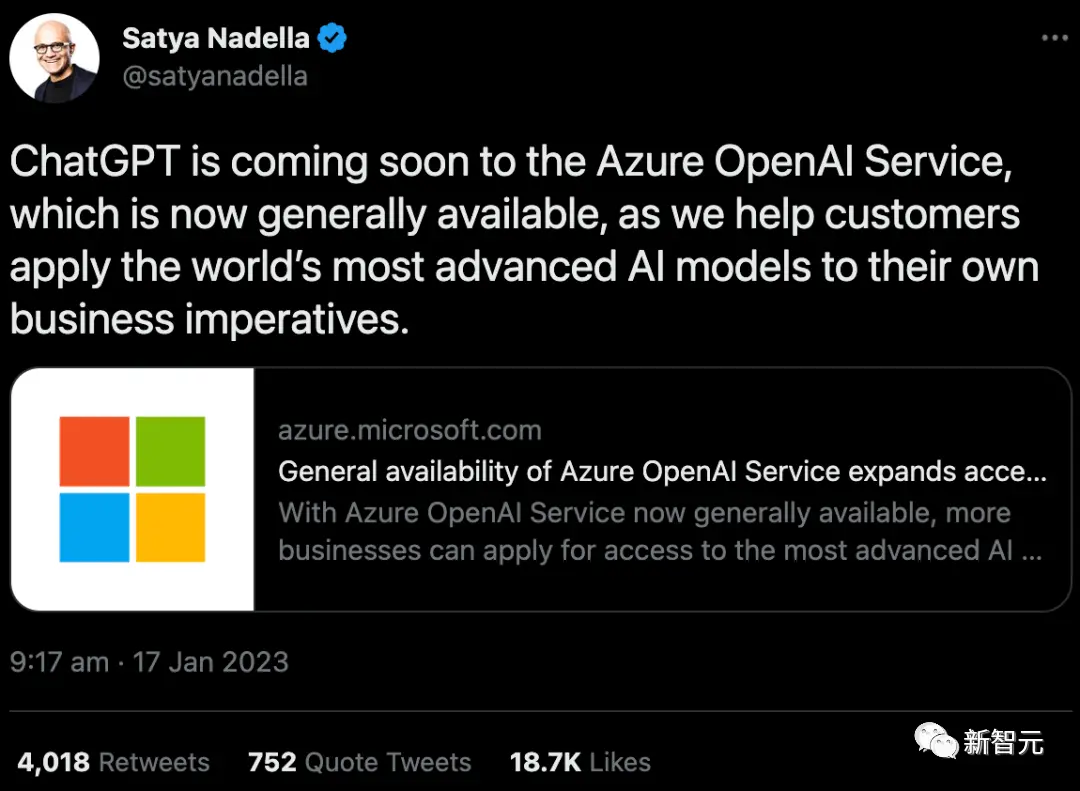 Satya Nadella
@satyanadella
ChatGPT is coming soon to the Azure OpenAI Service,
which is now generally available, as we help customers
apply the world’s most advanced AI models to their own
business imperatives.
azure.microsoft.com
General availability of Azure OpenAI Service expands acce...
With Azure OpenAI Service now generally available, more
businesses can apply for access to the most advanced AI ...
9:17 am · 17 Jan 2023
4,018 Retweets 752 Quote Tweets 18.7K Likes
新智元